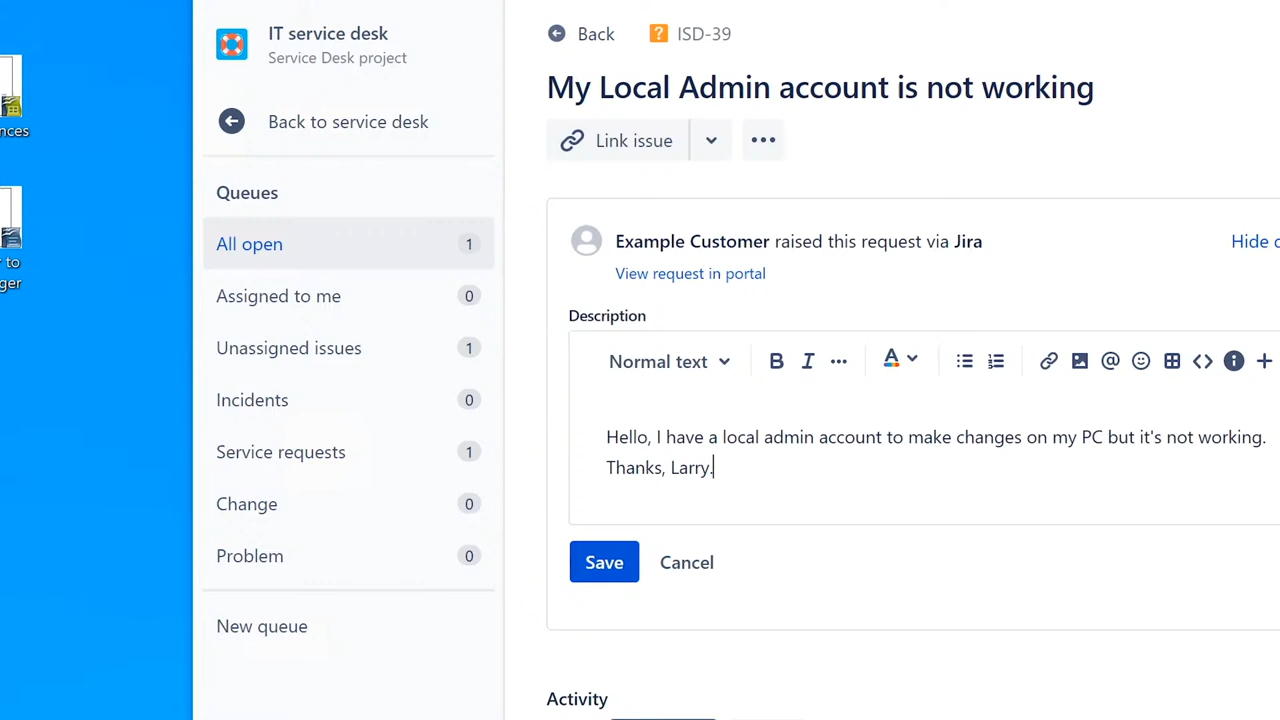 nces
r to
ger
IT service desk
Service Desk project
Back to service desk
Queues
All open 1
Assigned to me 0
Unassigned issues 1
Incidents 0
Service requests 1
Change 0
Problem 0
New queue
Back ISD-39
My Local Admin account is not working
Link issue
Example Customer raised this request via Jira
Hide
View request in portal
Description
Normal text B I A
Hello, I have a local admin account to make changes on my PC but it's not working.
Thanks, Larry.
Save Cancel
Activity